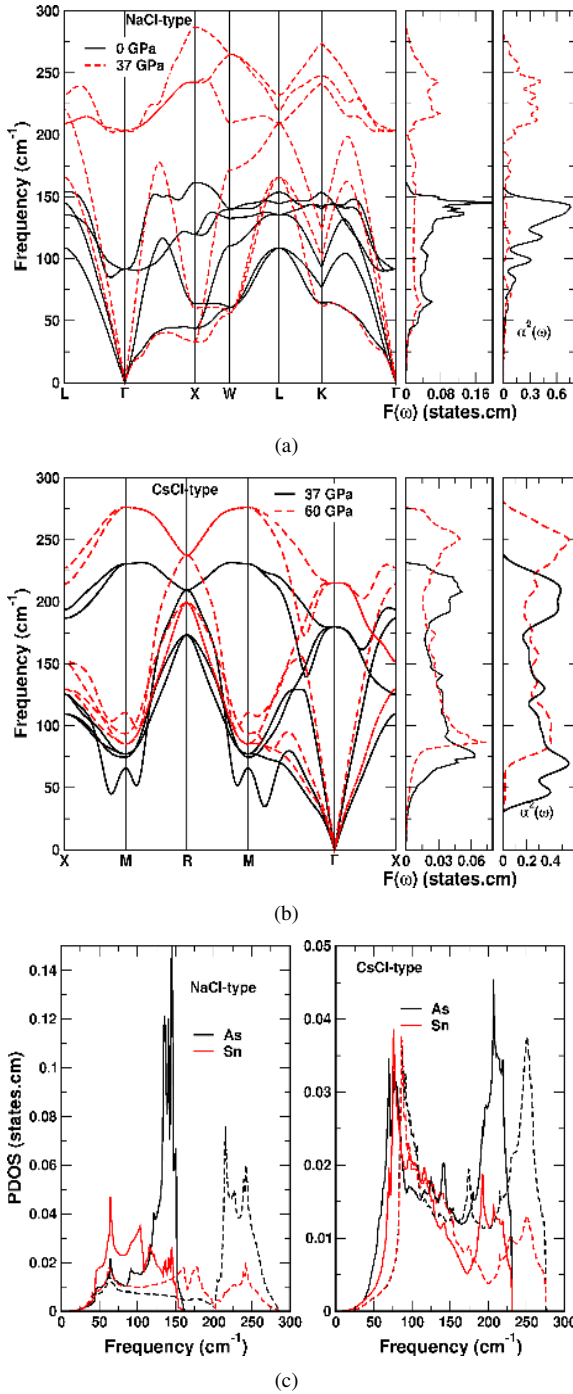 NaCl-type
0 GPa
37 GPa
Frequency (cm⁻¹)
300
250
200
150
100
50
0
L Γ X W L K Γ
0 0.08 0.16
F(ω) (states.cm)
0 0.3 0.6
α²(ω)
(a)
CsCl-type
37 GPa
60 GPa
Frequency (cm⁻¹)
300
250
200
150
100
50
0
X M R M Γ X
0 0.03 0.06
F(ω) (states.cm)
0.2 0.4
α²(ω)
(b)
NaCl-type
As
Sn
PDOS (states.cm)
0.14
0.12
0.1
0.08
0.06
0.04
0.02
0
0 50 100 150 200 250 300
Frequency (cm⁻¹)
CsCl-type
As
Sn
0.05
0.04
0.03
0.02
0.01
0
0 50 100 150 200 250 300
Frequency (cm⁻¹)
(c)